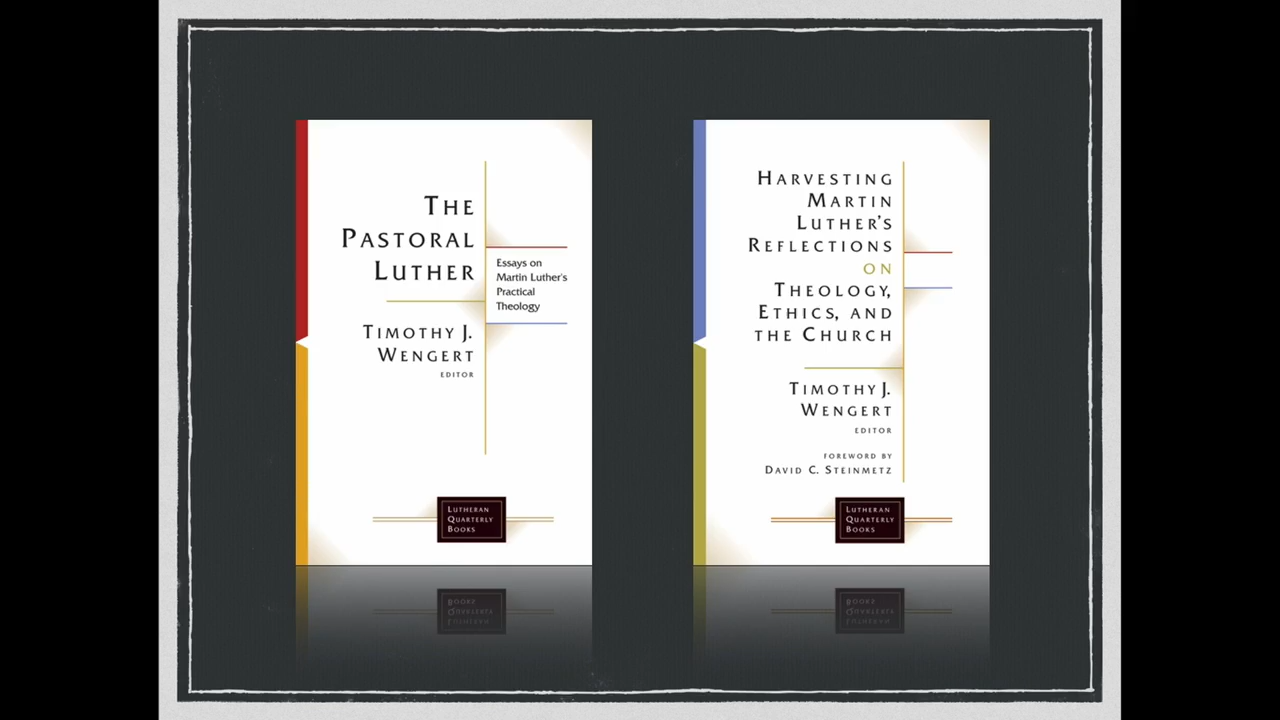 THE
PASTORAL
LUTHER
Essays on
Martin Luther's
Practical
Theology
TIMOTHY J.
WENGERT
EDITOR
LUTHERAN
QUARTERLY
BOOKS
HARVESTING
MARTIN
LUTHER'S
REFLECTIONS
ON
THEOLOGY,
ETHICS, AND
THE CHURCH
TIMOTHY J.
WENGERT
EDITOR
FOREWORD BY
DAVID C. STEINMETZ
LUTHERAN
QUARTERLY
BOOKS